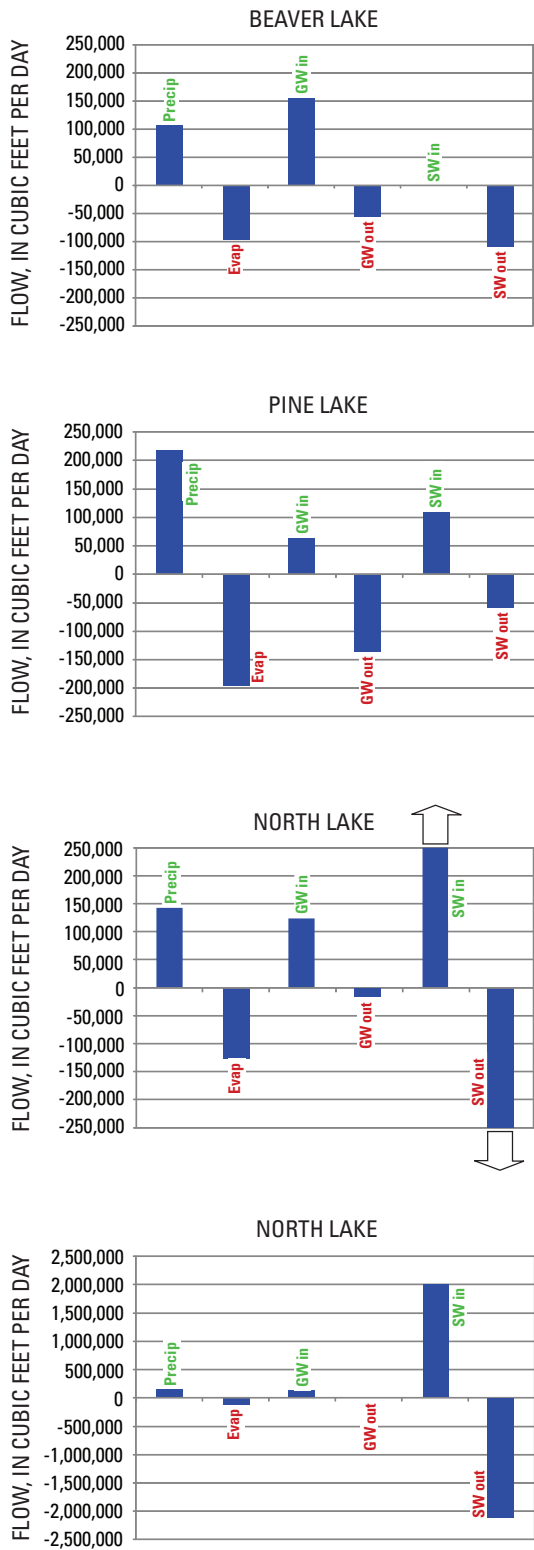 BEAVER LAKE
FLOW, IN CUBIC FEET PER DAY
250,000
200,000
150,000
100,000
50,000
0
-50,000
-100,000
-150,000
-200,000
-250,000
Precip
Evap
GW in
GW out
SW in
SW out
PINE LAKE
FLOW, IN CUBIC FEET PER DAY
250,000
200,000
150,000
100,000
50,000
0
-50,000
-100,000
-150,000
-200,000
-250,000
Precip
Evap
GW in
GW out
SW in
SW out
NORTH LAKE
FLOW, IN CUBIC FEET PER DAY
250,000
200,000
150,000
100,000
50,000
0
-50,000
-100,000
-150,000
-200,000
-250,000
Precip
Evap
GW in
GW out
SW in
SW out
NORTH LAKE
FLOW, IN CUBIC FEET PER DAY
2,500,000
2,000,000
1,500,000
1,000,000
500,000
0
-500,000
-1,000,000
-1,500,000
-2,000,000
-2,500,000
Precip
Evap
GW in
GW out
SW in
SW out